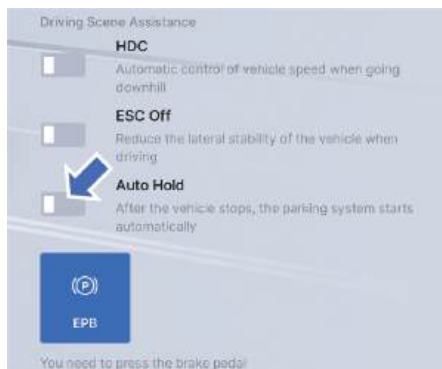 Driving Scene Assistance
HDC
Automatic control of vehicle speed when going
downhill
ESC Off
Reduce the lateral stability of the vehicle when
driving
Auto Hold
After the vehicle stops, the parking system starts
automatically
(P)
EPB
You need to press the brake pedal